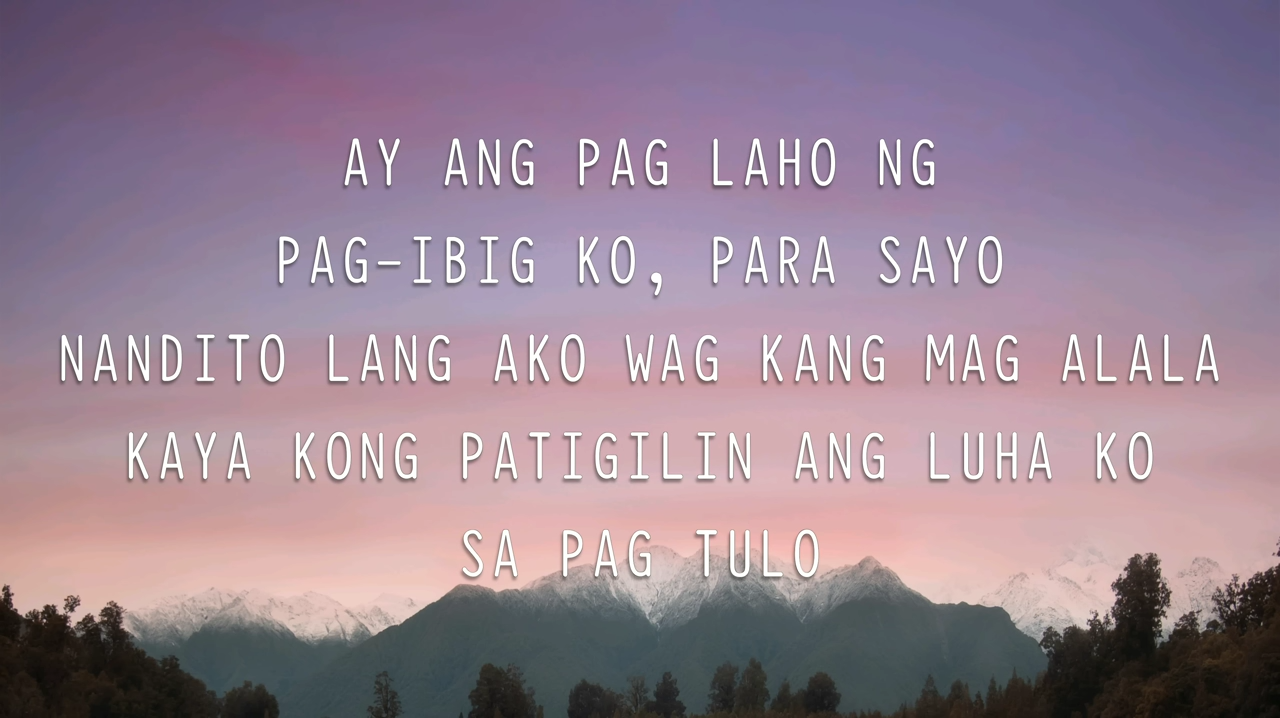 AY ANG PAG LAHO NG
PAG-IBIG KO, PARA SAYO
NANDITO LANG AKO WAG KANG MAG ALALA
KAYA KONG PATIGILIN ANG LUHA KO
SA PAG TULO